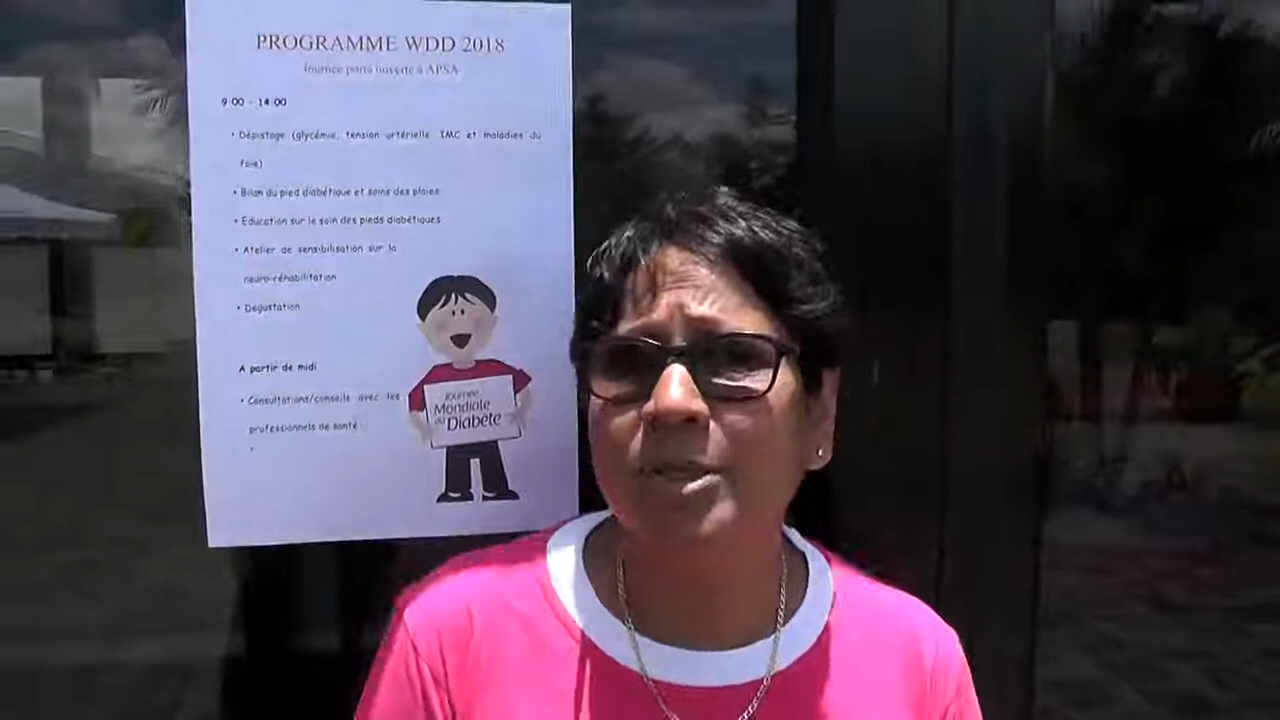 PROGRAMME WDD 2018
Journée porte ouverte à APSA
9:00 - 14:00
• Dépistage (glycémie, tension artérielle, IMC et maladies du
foie)
• Bilan du pied diabétique et soins des plaies
• Education sur le soin des pieds diabétiques
• Atelier de sensibilisation sur la
neuro-réhabilitation
• Degustation
A partir de midi
• Consultations/conseils avec les
professionnels de santé
•
Journée
Mondiale
du Diabète